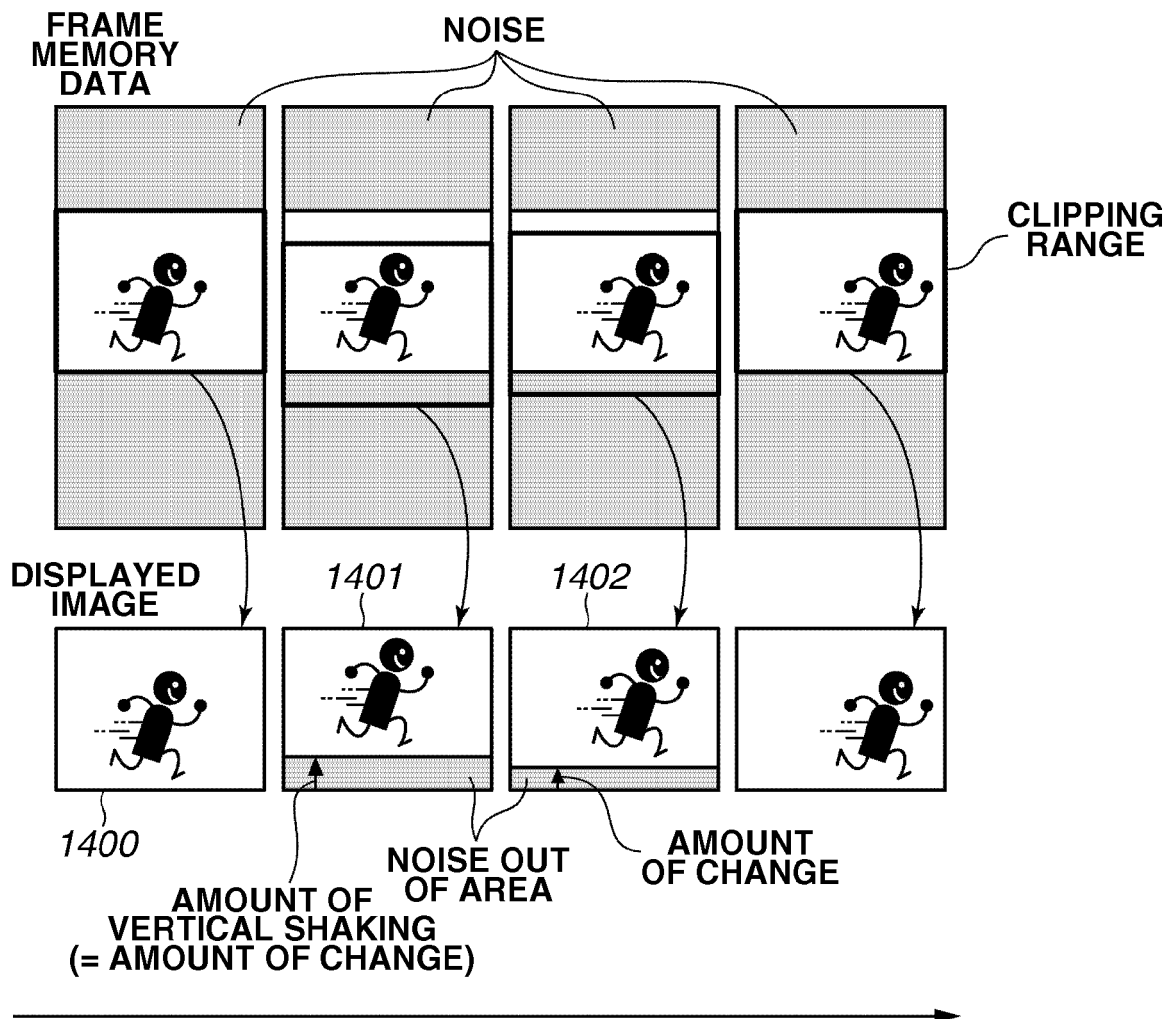 FRAME
MEMORY
DATA
NOISE
CLIPPING
RANGE
DISPLAYED
IMAGE
1401
1402
1400
NOISE OUT
OF AREA
AMOUNT
OF CHANGE
AMOUNT OF
VERTICAL SHAKING
(= AMOUNT OF CHANGE)